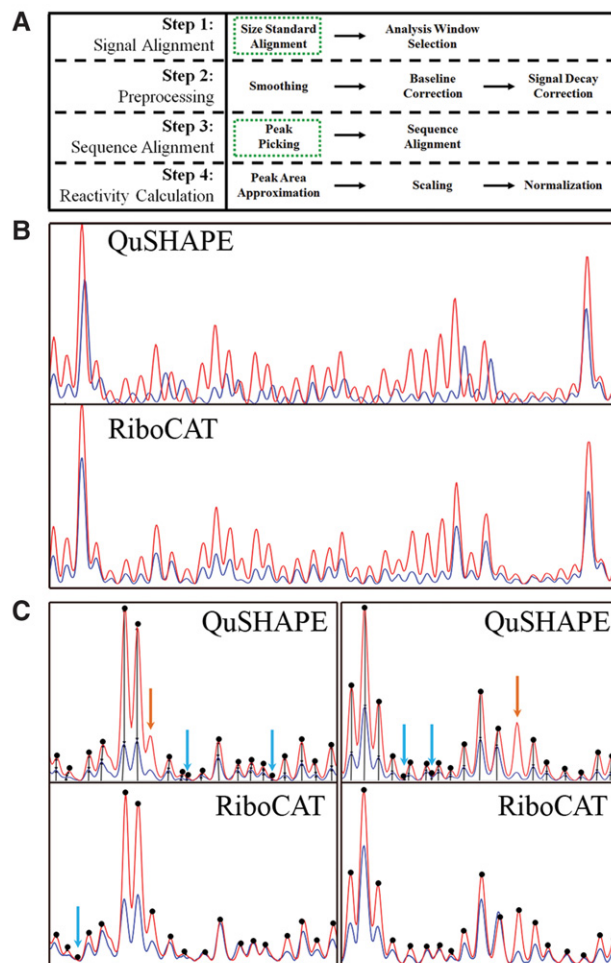 A
Step 1:
Signal Alignment
Size Standard
Alignment
Analysis Window
Selection
Step 2:
Preprocessing
Smoothing
Baseline
Correction
Signal Decay
Correction
Step 3:
Sequence Alignment
Peak
Picking
Sequence
Alignment
Step 4:
Reactivity Calculation
Peak Area
Approximation
Scaling
Normalization
B
QuSHAPE
RiboCAT
C
QuSHAPE
QuSHAPE
RiboCAT
RiboCAT